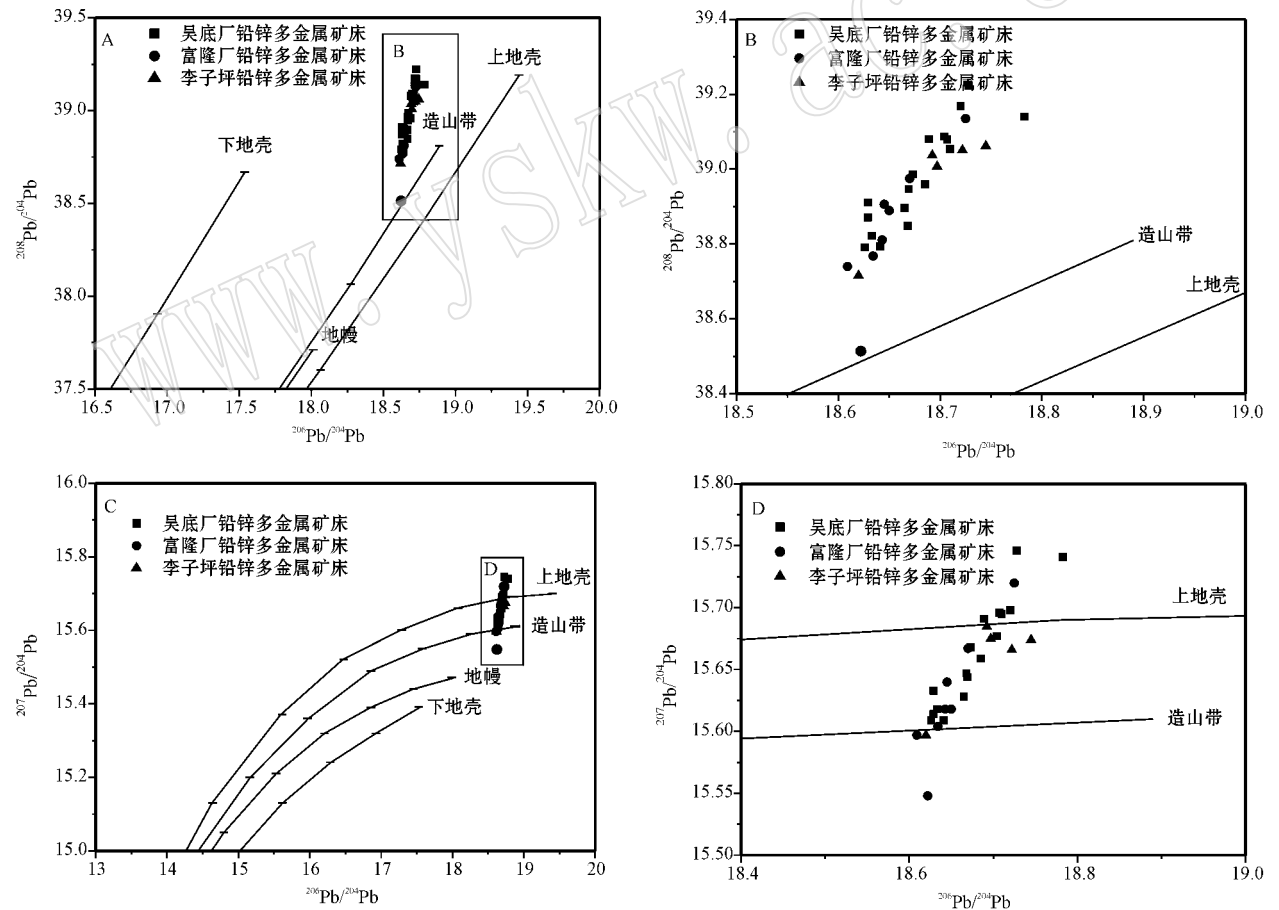 A
昊底厂铅锌多金属矿床
富隆厂铅锌多金属矿床
李子坪铅锌多金属矿床
B
上地壳
造山带
下地壳
地幔
39.5
39.0
38.5
38.0
37.5
16.5 17.0 17.5 18.0 18.5 19.0 19.5 20.0
²⁰⁸Pb/²⁰⁴Pb
²⁰⁶Pb/²⁰⁴Pb
B
昊底厂铅锌多金属矿床
富隆厂铅锌多金属矿床
李子坪铅锌多金属矿床
造山带
上地壳
39.4
39.2
39.0
38.8
38.6
38.4
18.5 18.6 18.7 18.8 18.9 19.0
²⁰⁸Pb/²⁰⁴Pb
²⁰⁶Pb/²⁰⁴Pb
C
昊底厂铅锌多金属矿床
富隆厂铅锌多金属矿床
李子坪铅锌多金属矿床
D
上地壳
造山带
地幔
下地壳
16.0
15.8
15.6
15.4
15.2
15.0
13 14 15 16 17 18 19 20
²⁰⁷Pb/²⁰⁴Pb
²⁰⁶Pb/²⁰⁴Pb
D
昊底厂铅锌多金属矿床
富隆厂铅锌多金属矿床
李子坪铅锌多金属矿床
上地壳
造山带
15.80
15.75
15.70
15.65
15.60
15.55
15.50
18.4 18.6 18.8 19.0
²⁰⁷Pb/²⁰⁴Pb
²⁰⁶Pb/²⁰⁴Pb
www.yskw.ac.